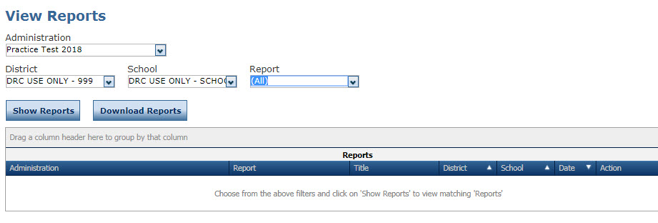 View Reports
Administration
Practice Test 2018
District School Report
DRC USE ONLY - 999 DRC USE ONLY - SCHOO (All)
Show Reports Download Reports
Drag a column header here to group by that column
Reports
Administration Report Title District School Date Action
Choose from the above filters and click on 'Show Reports' to view matching 'Reports'